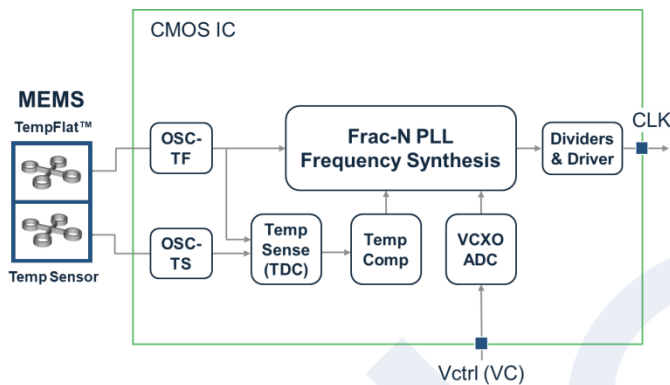 CMOS IC
MEMS
TempFlat™
Temp Sensor
OSC-
TF
OSC-
TS
Frac-N PLL
Frequency Synthesis
Dividers
& Driver
CLK
Temp
Sense
(TDC)
Temp
Comp
VCXO
ADC
Vctrl (VC)